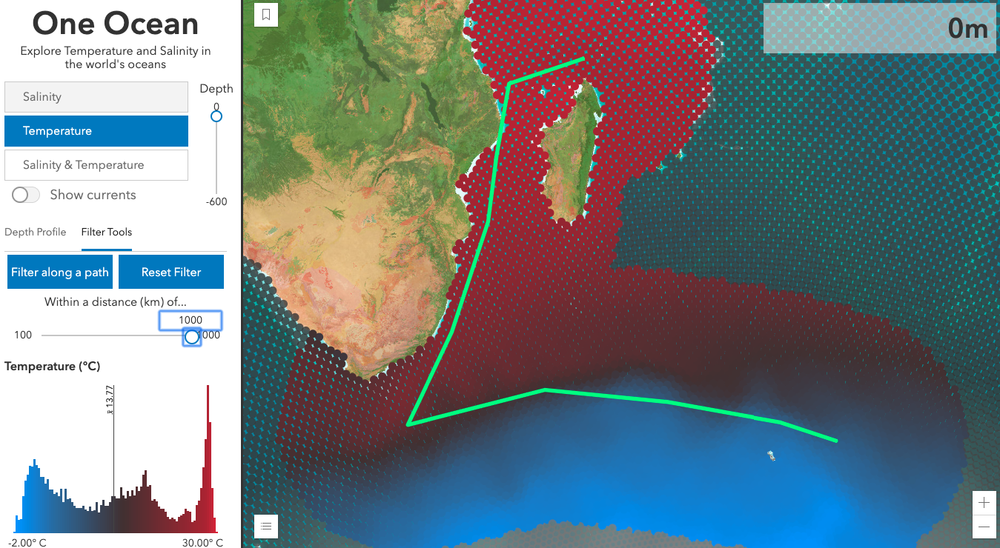 One Ocean
Explore Temperature and Salinity in
the world's oceans
Salinity
Temperature
Salinity & Temperature
Show currents
Depth
0
-600
Depth Profile
Filter Tools
Filter along a path
Reset Filter
Within a distance (km) of...
1000
100
1000
Temperature (°C)
x̄ 13.77
-2.00° C
30.00° C
0m